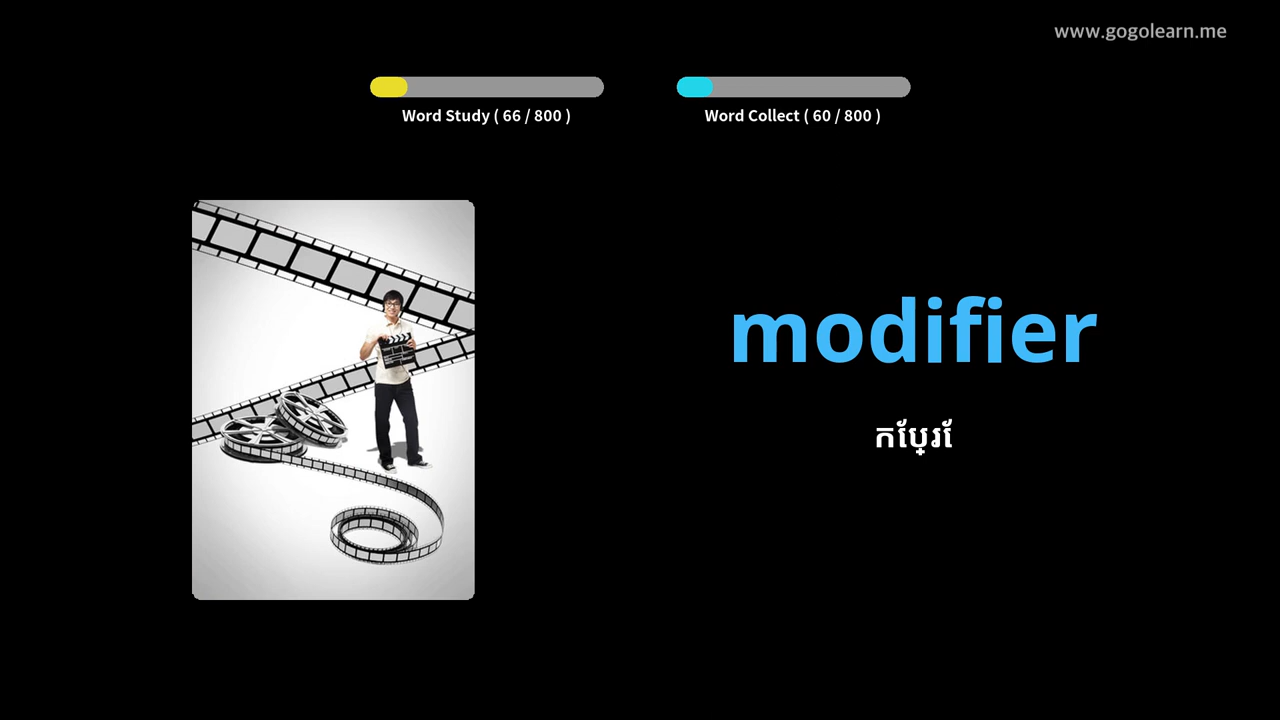 www.gogolearn.me
Word Study ( 66 / 800 )
Word Collect ( 60 / 800 )
modifier
កែប្រែ